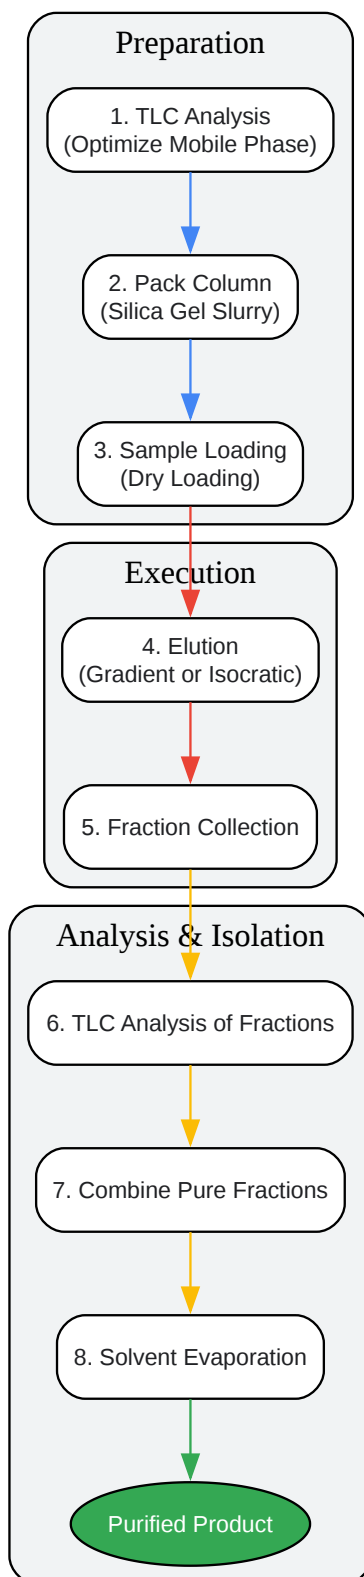 Preparation
1. TLC Analysis
(Optimize Mobile Phase)
2. Pack Column
(Silica Gel Slurry)
3. Sample Loading
(Dry Loading)
Execution
4. Elution
(Gradient or Isocratic)
5. Fraction Collection
Analysis & Isolation
6. TLC Analysis of Fractions
7. Combine Pure Fractions
8. Solvent Evaporation
Purified Product